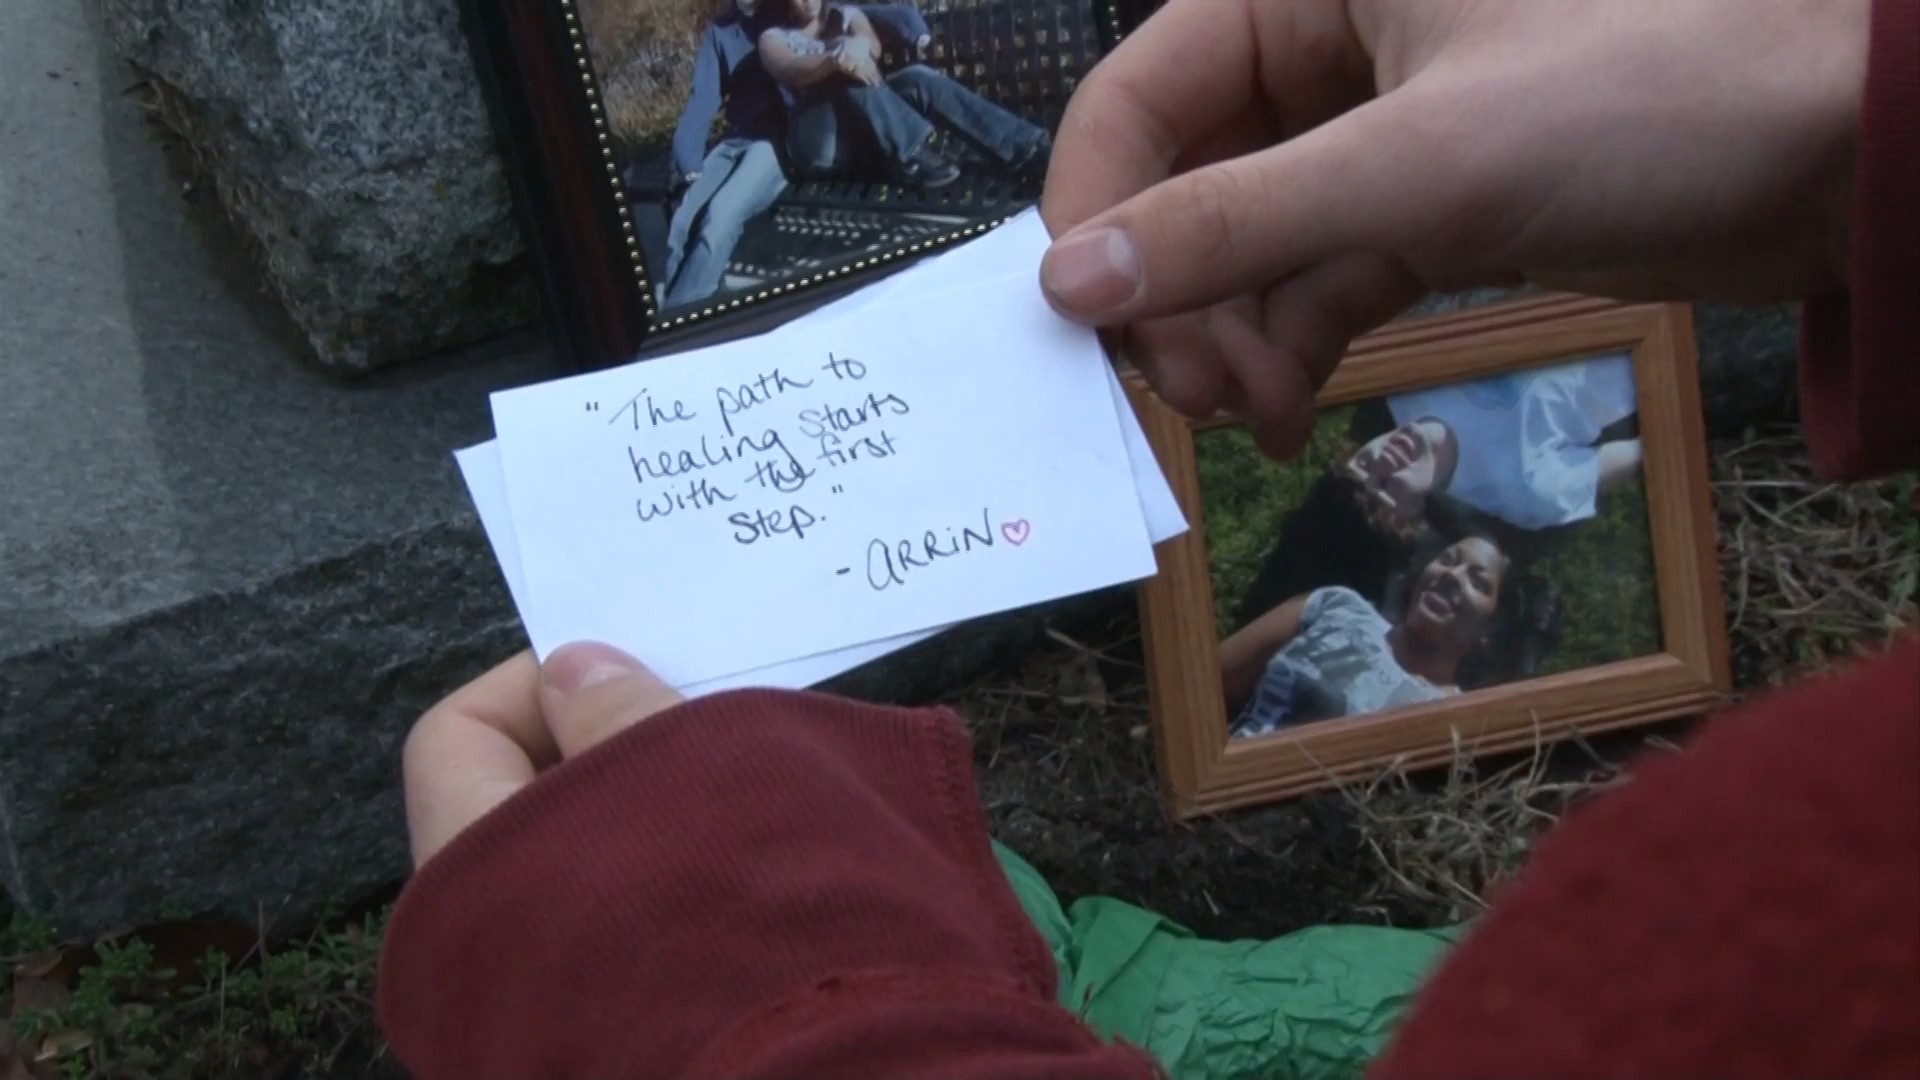 "The path to
healing starts
with the first
step."
- ARRiN♡